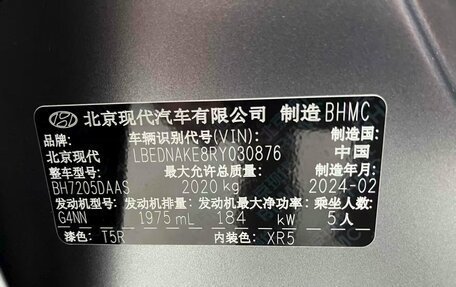 北京现代汽车有限公司 制造 BHMC
品牌: 车辆识别代号(VIN): 制造国:
北京现代 LBEDNAKE8RY030876 中国
整车型号: 最大允许总质量: 制造年月:
BH7205DAAS 2020 kg 2024-02
发动机型号: 发动机排量: 发动机最大净功率: 乘坐人数:
G4NN 1975 mL 184 kW 5人
漆色: T5R 内装色: XR5